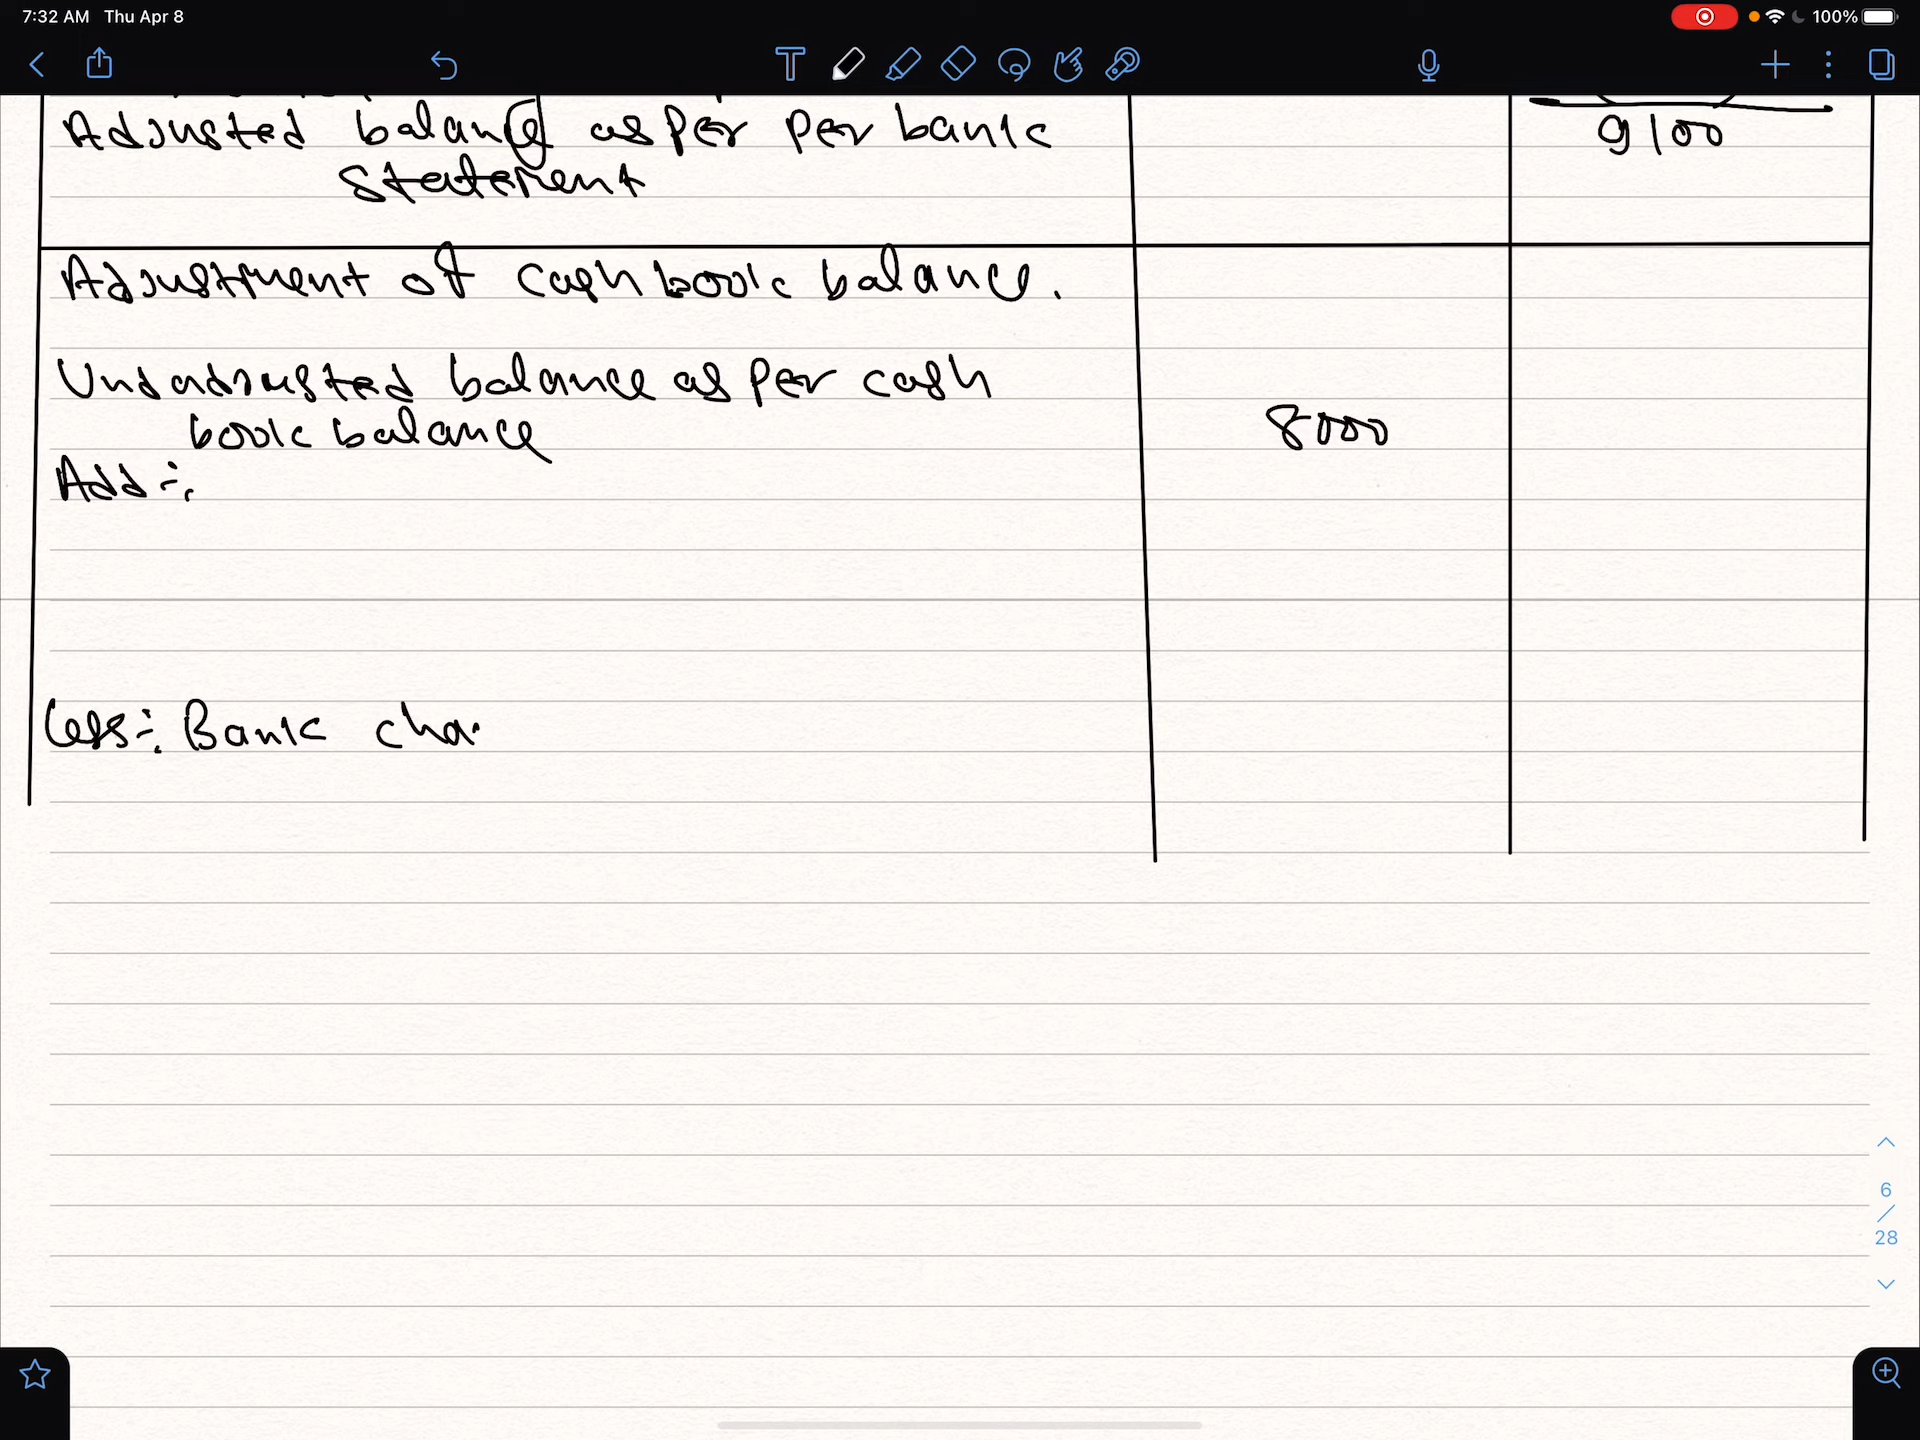 7:32 AM Thu Apr 8
100%
Adjusted balance as per per bank
9100
statement
Adjustment of cash book balance.
Undadjusted balance as per cash
book balance
8000
Add :-
Less :- Bank cha
6
/
28